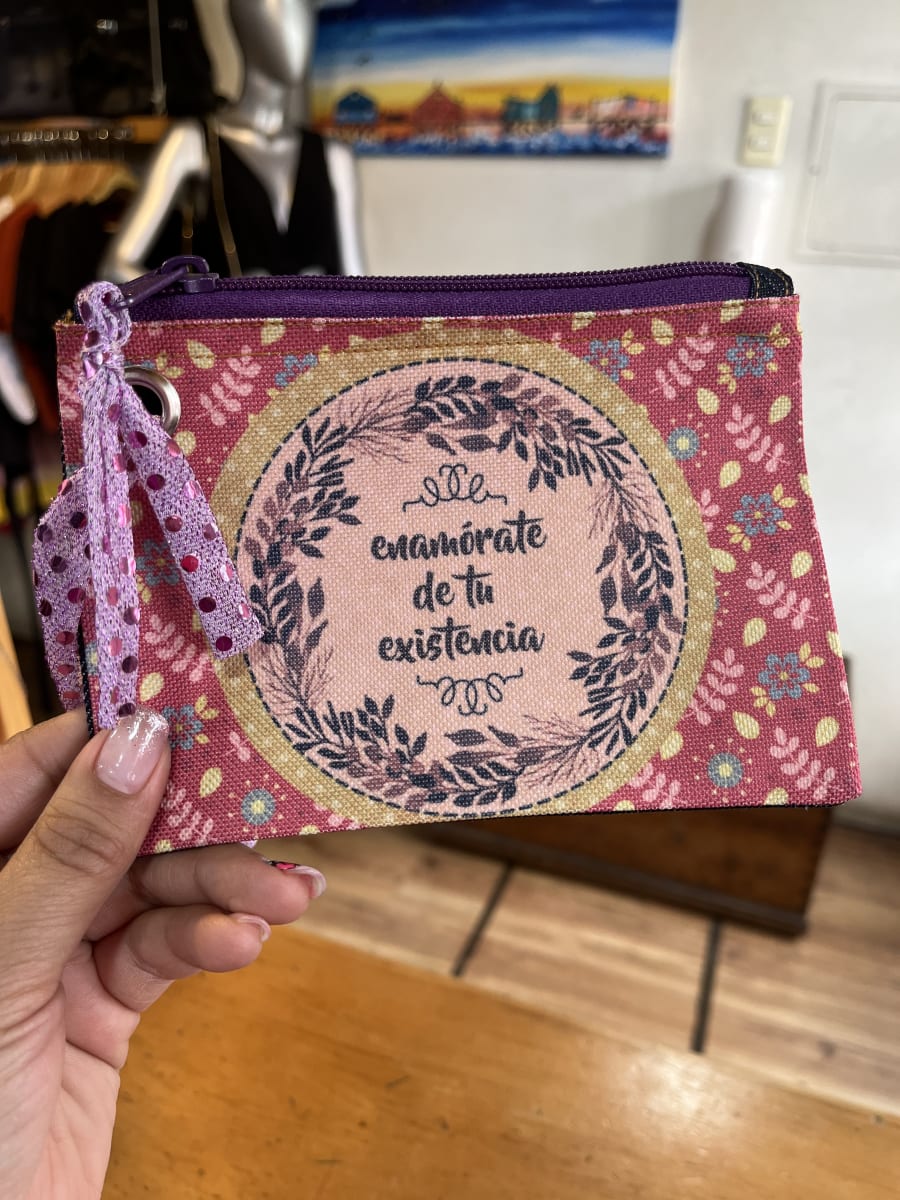 enamórate
de tu
existencia